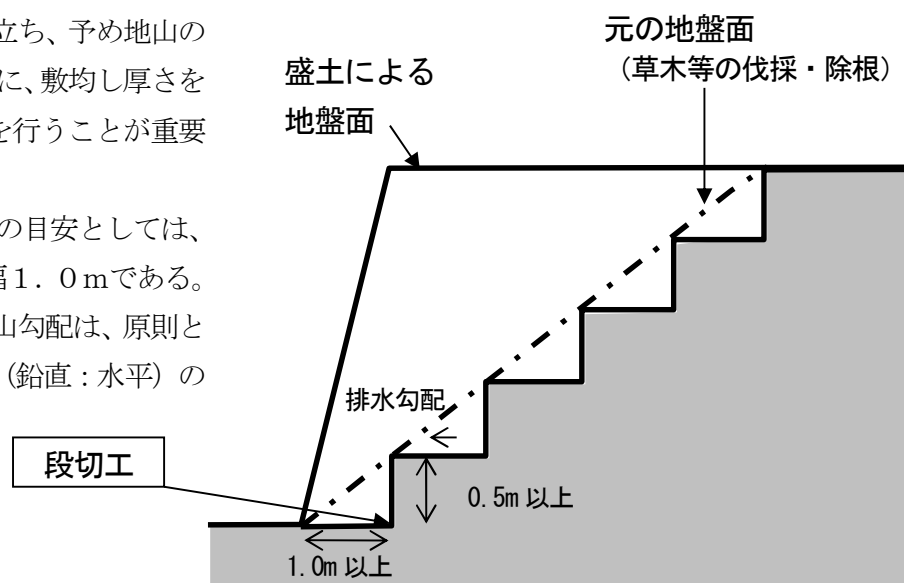 立ち、予め地山の
に、敷均し厚さを
を行うことが重要
の目安としては、
幅1.0mである。
山勾配は、原則と
(鉛直:水平)の
元の地盤面
(草木等の伐採・除根)
盛土による
地盤面
排水勾配
段切工
0.5m 以上
1.0m 以上